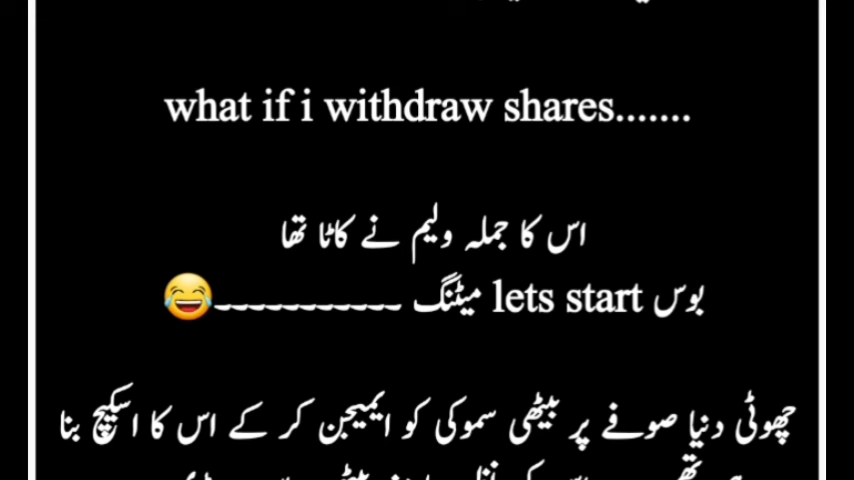 what if i withdraw shares.......
اس کا جملہ ولیم نے کاٹا تھا
بوس lets start میٹنگ ۔۔۔۔۔۔۔۔۔۔۔۔😂
چھوٹی دنیا صوفے پر بیٹھی سموکی کو ایمیجن کر کے اس کا اسکیچ بنا